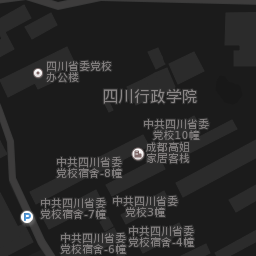 四川省委党校
办公楼
四川行政学院
中共四川省委
党校10幢
成都高姐
家居客栈
中共四川省委
党校宿舍-8幢
中共四川省委
党校宿舍-7幢
中共四川省委
党校3幢
中共四川省委
党校宿舍-4幢
中共四川省委
党校宿舍-6幢
P